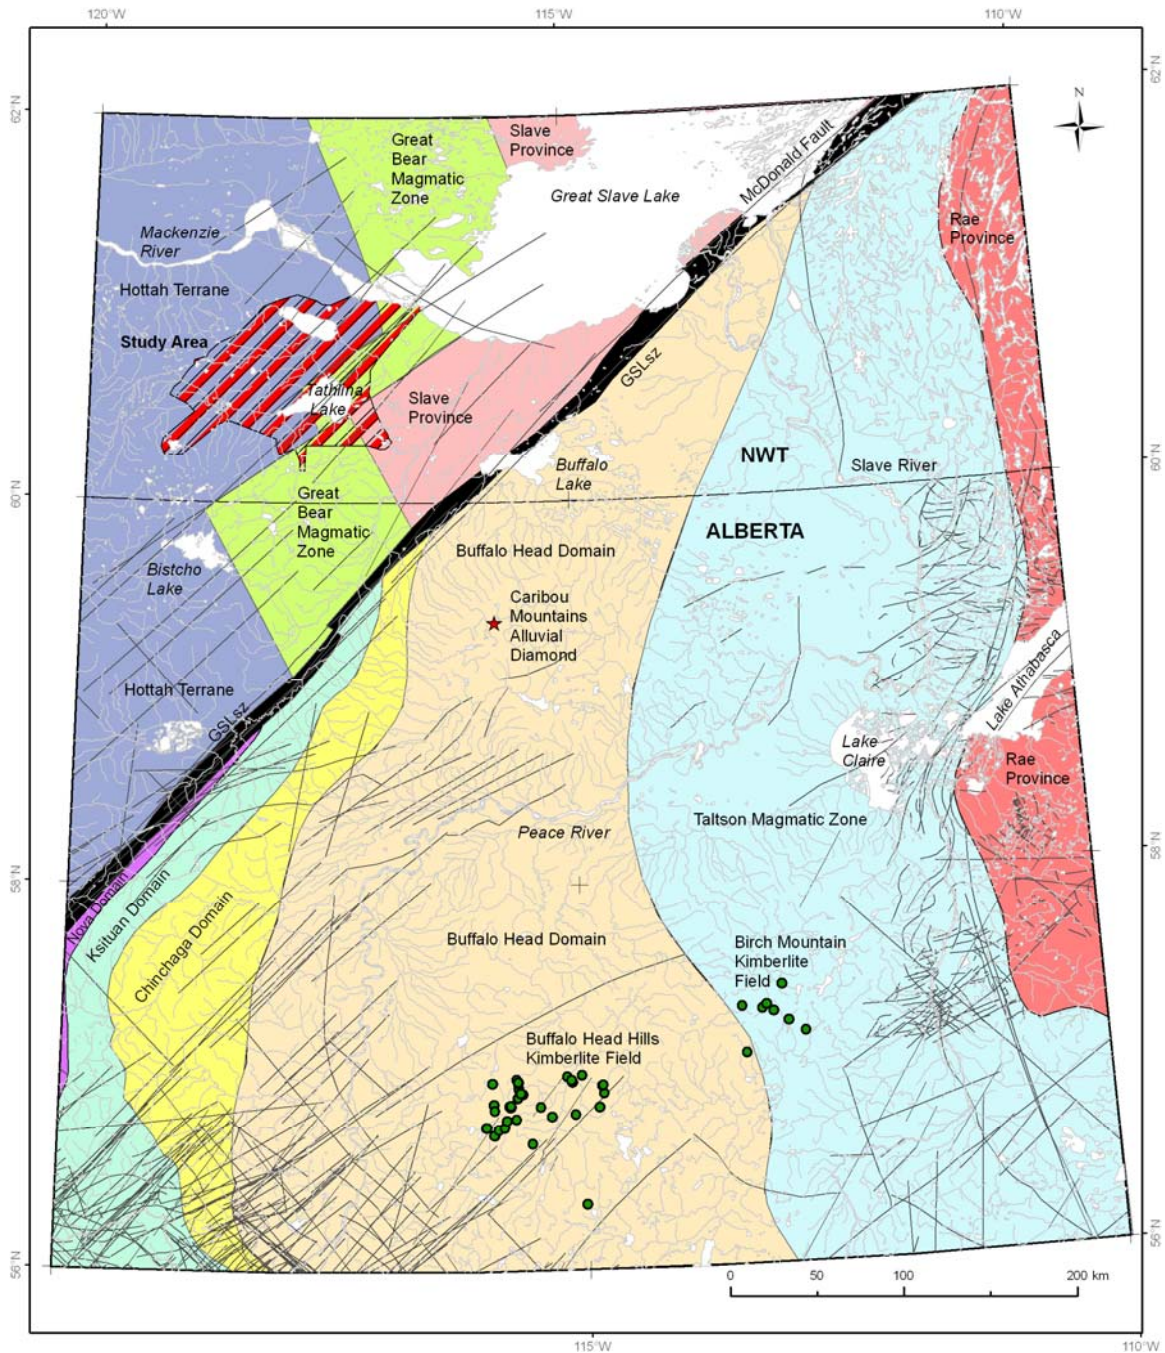 120°W
115°W
110°W
62°N
62°N
N
Great
Bear
Magmatic
Zone
Slave
Province
McDonald Fault
Great Slave Lake
Rae
Province
Mackenzie
River
Hottah Terrane
Study Area
Tathlina
Lake
GSLsz
Slave
Province
NWT
Slave River
Buffalo
Lake
60°N
60°N
Great
Bear
Magmatic
Zone
ALBERTA
Buffalo Head Domain
Bistcho
Lake
Caribou
Mountains
Alluvial
Diamond
Hottah Terrane
GSLsz
Lake Athabasca
Lake
Claire
Rae
Province
Peace River
Taltson Magmatic Zone
58°N
58°N
Nova Domain
Ksituan Domain
Chinchaga Domain
Buffalo Head Domain
Birch Mountain
Kimberlite
Field
Buffalo Head Hills
Kimberlite Field
56°N
56°N
0 50 100 200 km
115°W
110°W